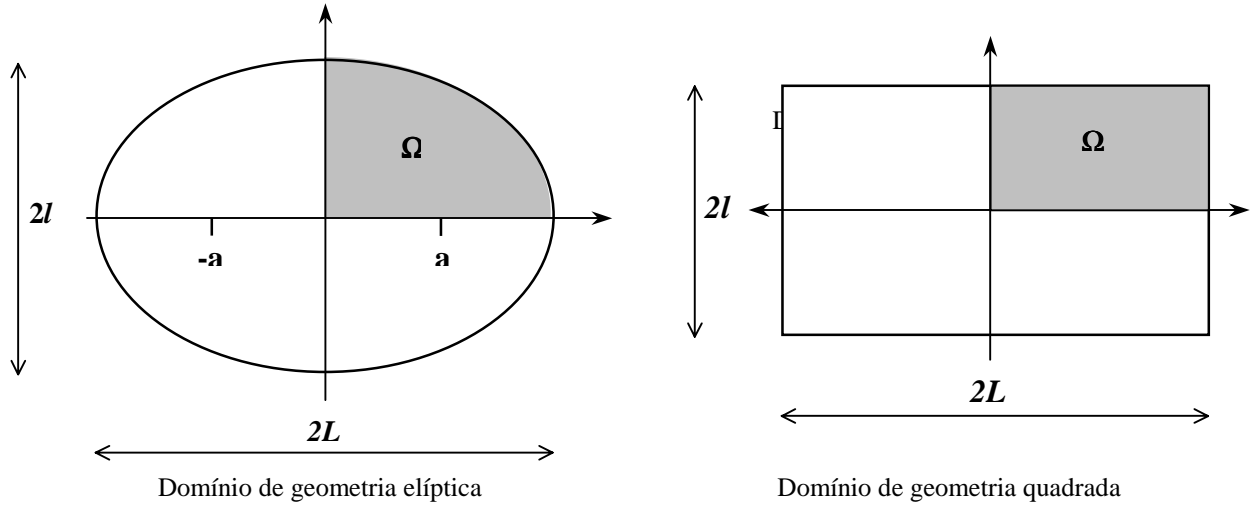 Ω
2l
-a
a
2L
Domínio de geometria elíptica
Ω
2l
2L
Domínio de geometria quadrada